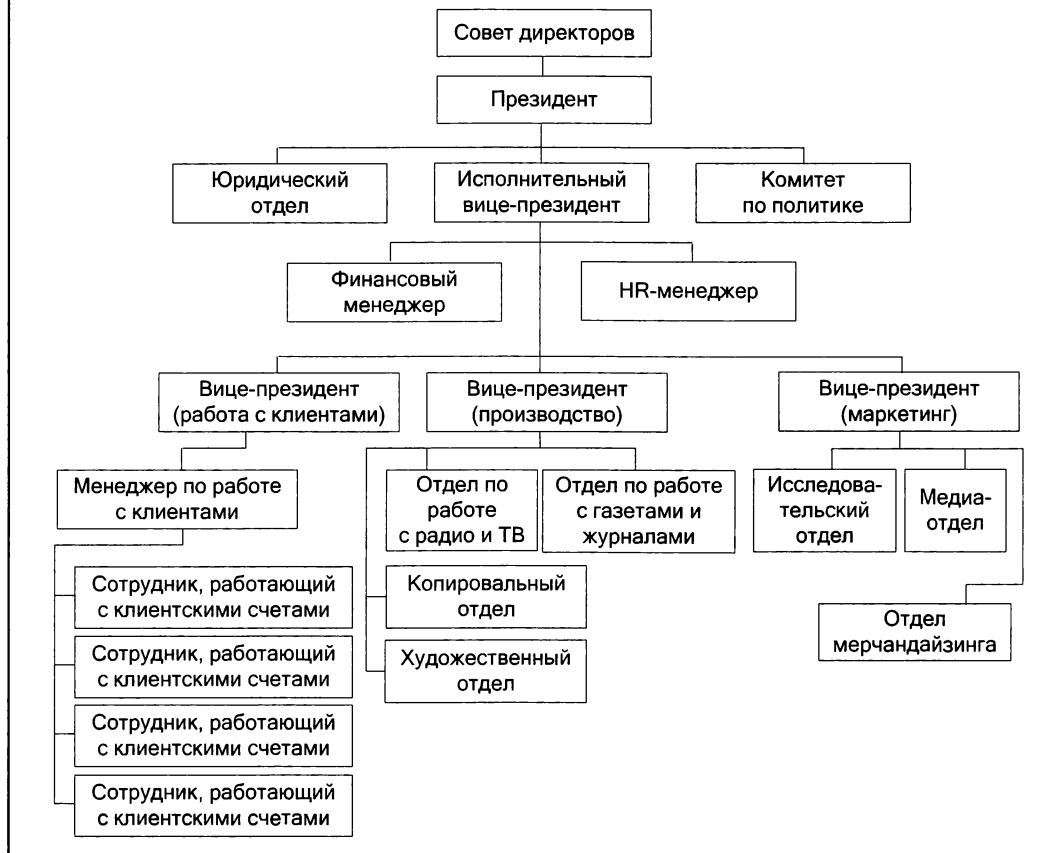 Совет директоров
Президент
Юридический
отдел
Исполнительный
вице-президент
Комитет
по политике
Финансовый
менеджер
HR-менеджер
Вице-президент
(работа с клиентами)
Вице-президент
(производство)
Вице-президент
(маркетинг)
Менеджер по работе
с клиентами
Отдел по
работе
с радио и ТВ
Отдел по работе
с газетами и
журналами
Исследова-
тельский
отдел
Медиа-
отдел
Сотрудник, работающий
с клиентскими счетами
Сотрудник, работающий
с клиентскими счетами
Сотрудник, работающий
с клиентскими счетами
Сотрудник, работающий
с клиентскими счетами
Копировальный
отдел
Художественный
отдел
Отдел
мерчандайзинга